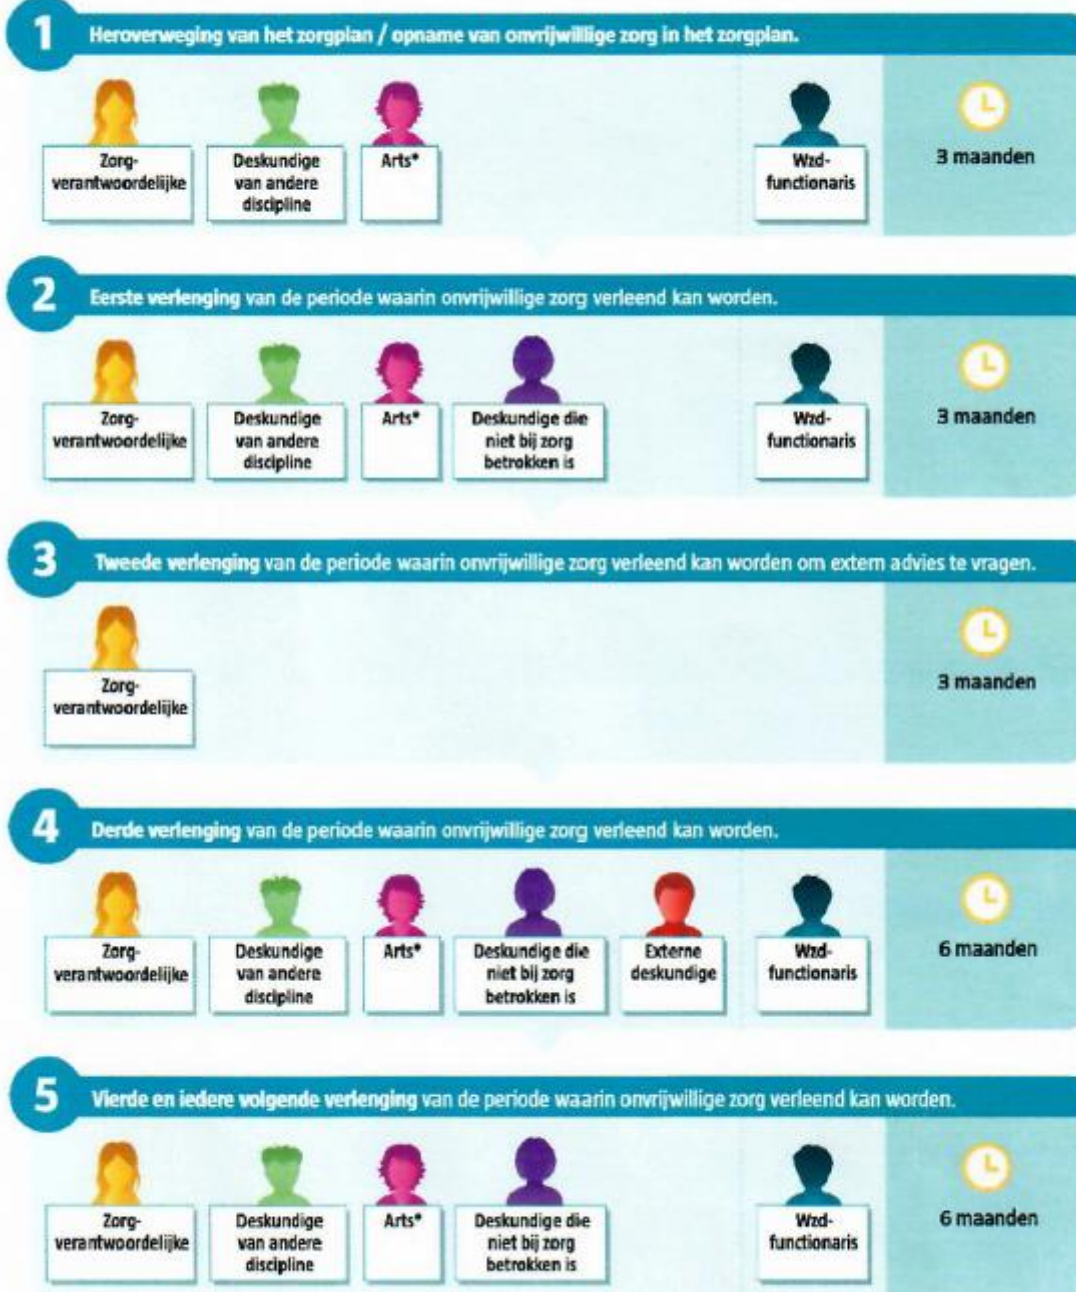 1
Heroverweging van het zorgplan / opname van onvrijwillige zorg in het zorgplan.
Zorg-
verantwoordelijke
Deskundige
van andere
discipline
Arts*
Wzd-
functionaris
3 maanden
2
Eerste verlenging van de periode waarin onvrijwillige zorg verleend kan worden.
Zorg-
verantwoordelijke
Deskundige
van andere
discipline
Arts*
Deskundige die
niet bij zorg
betrokken is
Wzd-
functionaris
3 maanden
3
Tweede verlenging van de periode waarin onvrijwillige zorg verleend kan worden om extern advies te vragen.
Zorg-
verantwoordelijke
3 maanden
4
Derde verlenging van de periode waarin onvrijwillige zorg verleend kan worden.
Zorg-
verantwoordelijke
Deskundige
van andere
discipline
Arts*
Deskundige die
niet bij zorg
betrokken is
Externe
deskundige
Wzd-
functionaris
6 maanden
5
Vierde en iedere volgende verlenging van de periode waarin onvrijwillige zorg verleend kan worden.
Zorg-
verantwoordelijke
Deskundige
van andere
discipline
Arts*
Deskundige die
niet bij zorg
betrokken is
Wzd-
functionaris
6 maanden